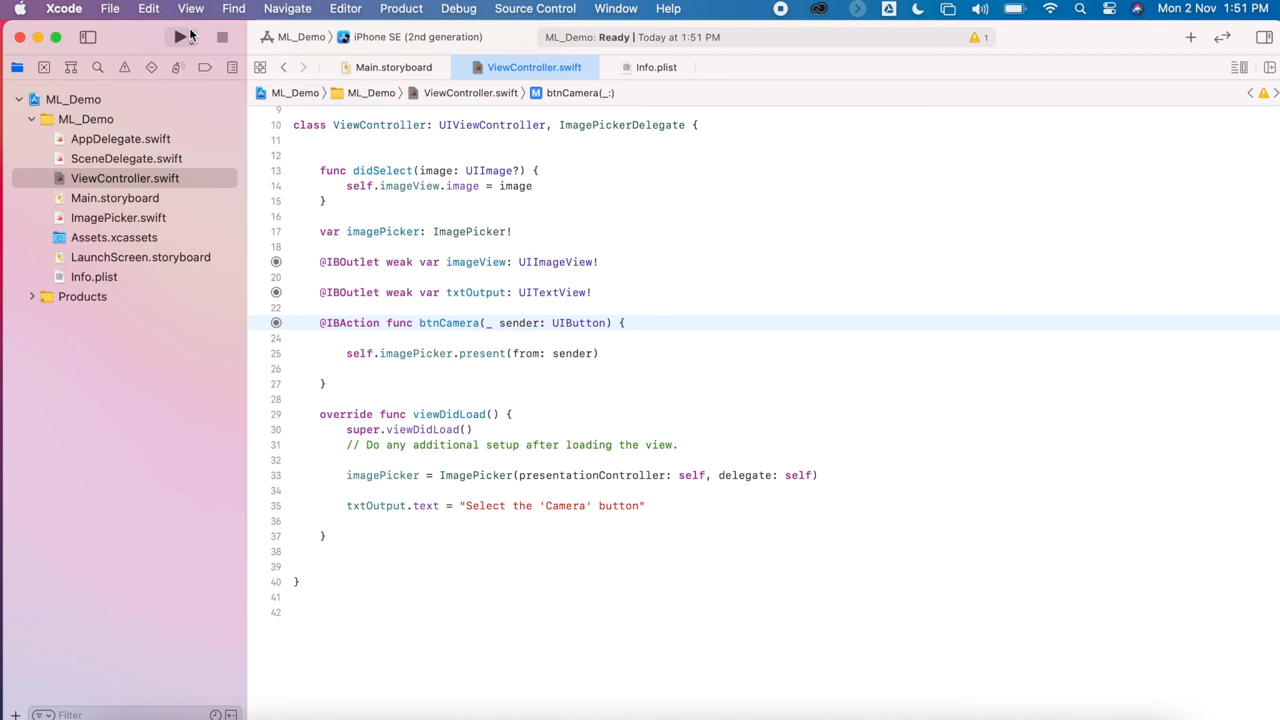 Xcode File Edit View Find Navigate Editor Product Debug Source Control Window Help Mon 2 Nov 1:51 PM
ML_Demo iPhone SE (2nd generation) ML_Demo: Ready | Today at 1:51 PM 1
Main.storyboard ViewController.swift Info.plist
ML_Demo ML_Demo ViewController.swift M btnCamera(_:)
ML_Demo
ML_Demo
AppDelegate.swift
SceneDelegate.swift
ViewController.swift
Main.storyboard
ImagePicker.swift
Assets.xcassets
LaunchScreen.storyboard
Info.plist
Products
Filter
9
10 class ViewController: UIViewController, ImagePickerDelegate {
11
12
13 func didSelect(image: UIImage?) {
14 self.imageView.image = image
15 }
16
17 var imagePicker: ImagePicker!
18
@IBOutlet weak var imageView: UIImageView!
20
@IBOutlet weak var txtOutput: UITextView!
22
@IBAction func btnCamera(_ sender: UIButton) {
24
25 self.imagePicker.present(from: sender)
26
27 }
28
29 override func viewDidLoad() {
30 super.viewDidLoad()
31 // Do any additional setup after loading the view.
32
33 imagePicker = ImagePicker(presentationController: self, delegate: self)
34
35 txtOutput.text = "Select the 'Camera' button"
36
37 }
38
39
40 }
41
42